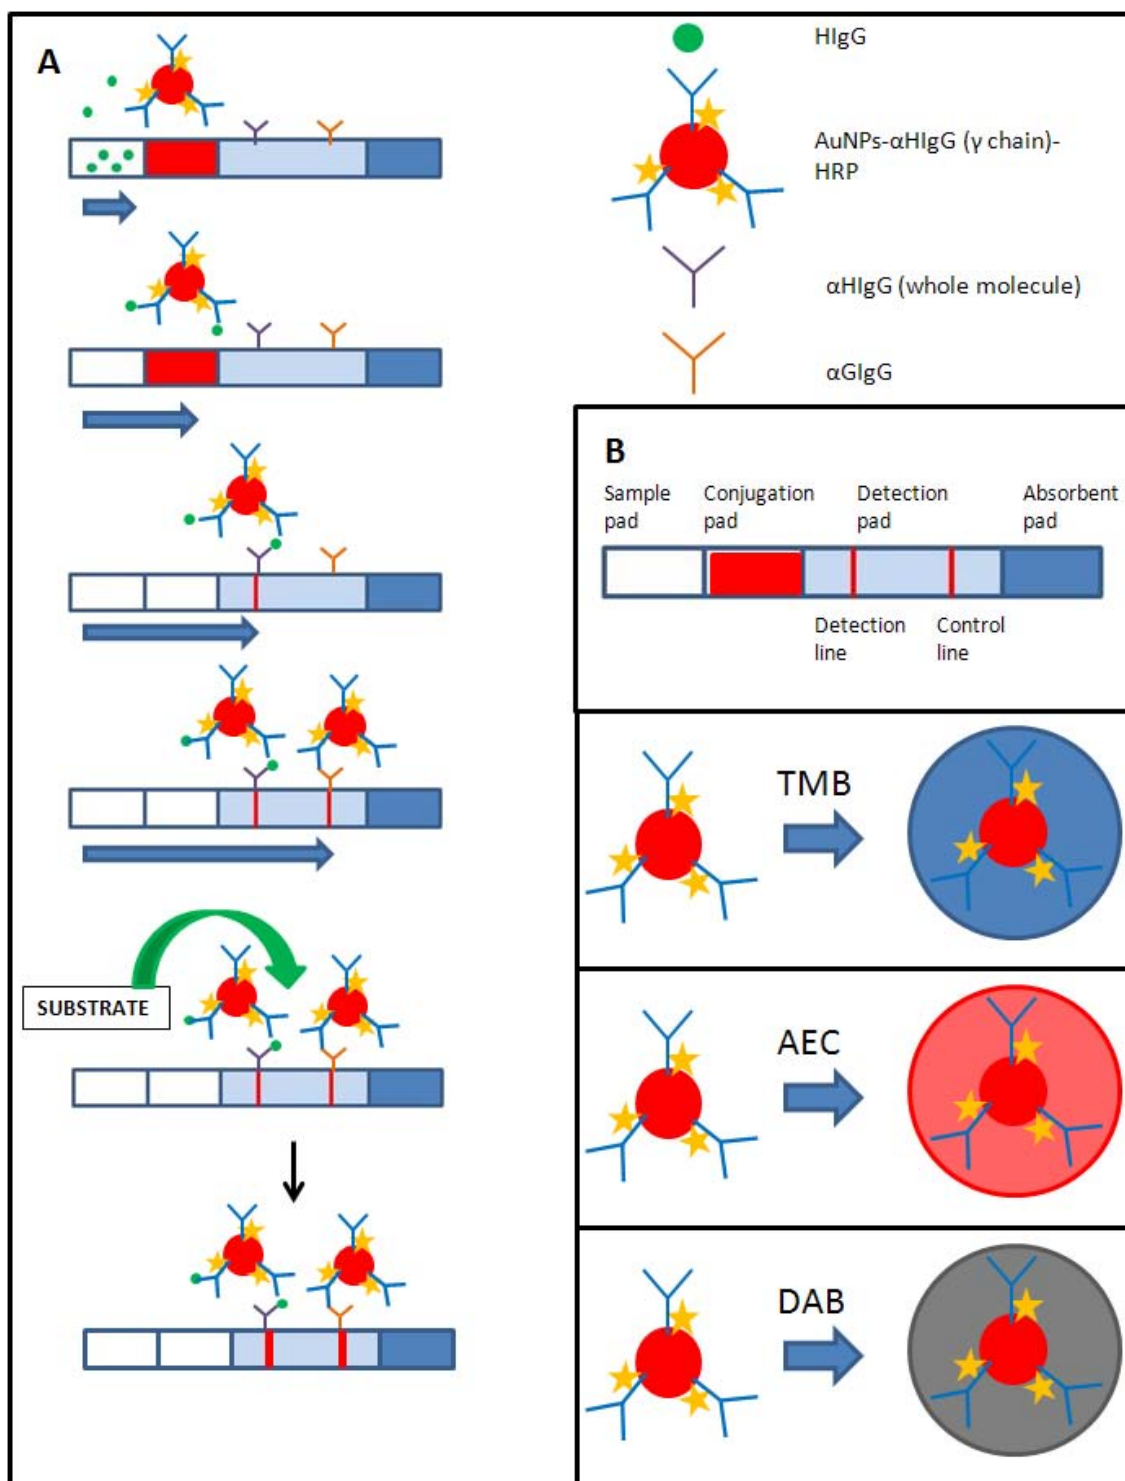 A
HIgG
AuNPs-αHIgG (γ chain)-
HRP
αHIgG (whole molecule)
αGIgG
SUBSTRATE
B
Sample
pad
Conjugation
pad
Detection
pad
Absorbent
pad
Detection
line
Control
line
TMB
AEC
DAB